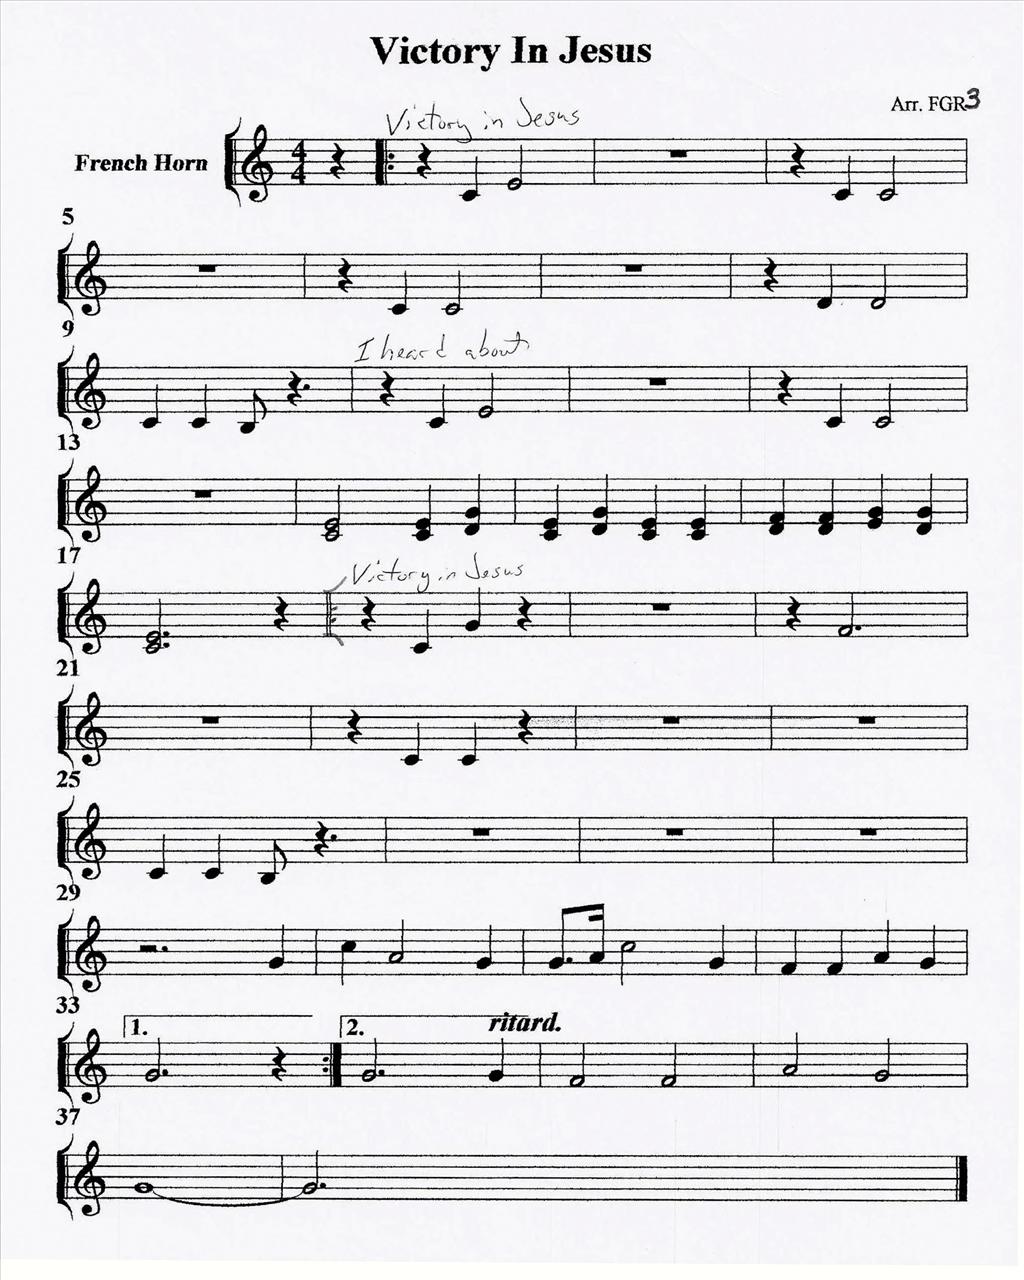 Victory In Jesus
Arr. FGR3
Victory in Jesus
French Horn
5
9
I heard about
13
17
Victory in Jesus
21
25
29
33
1.
2.
ritard.
37